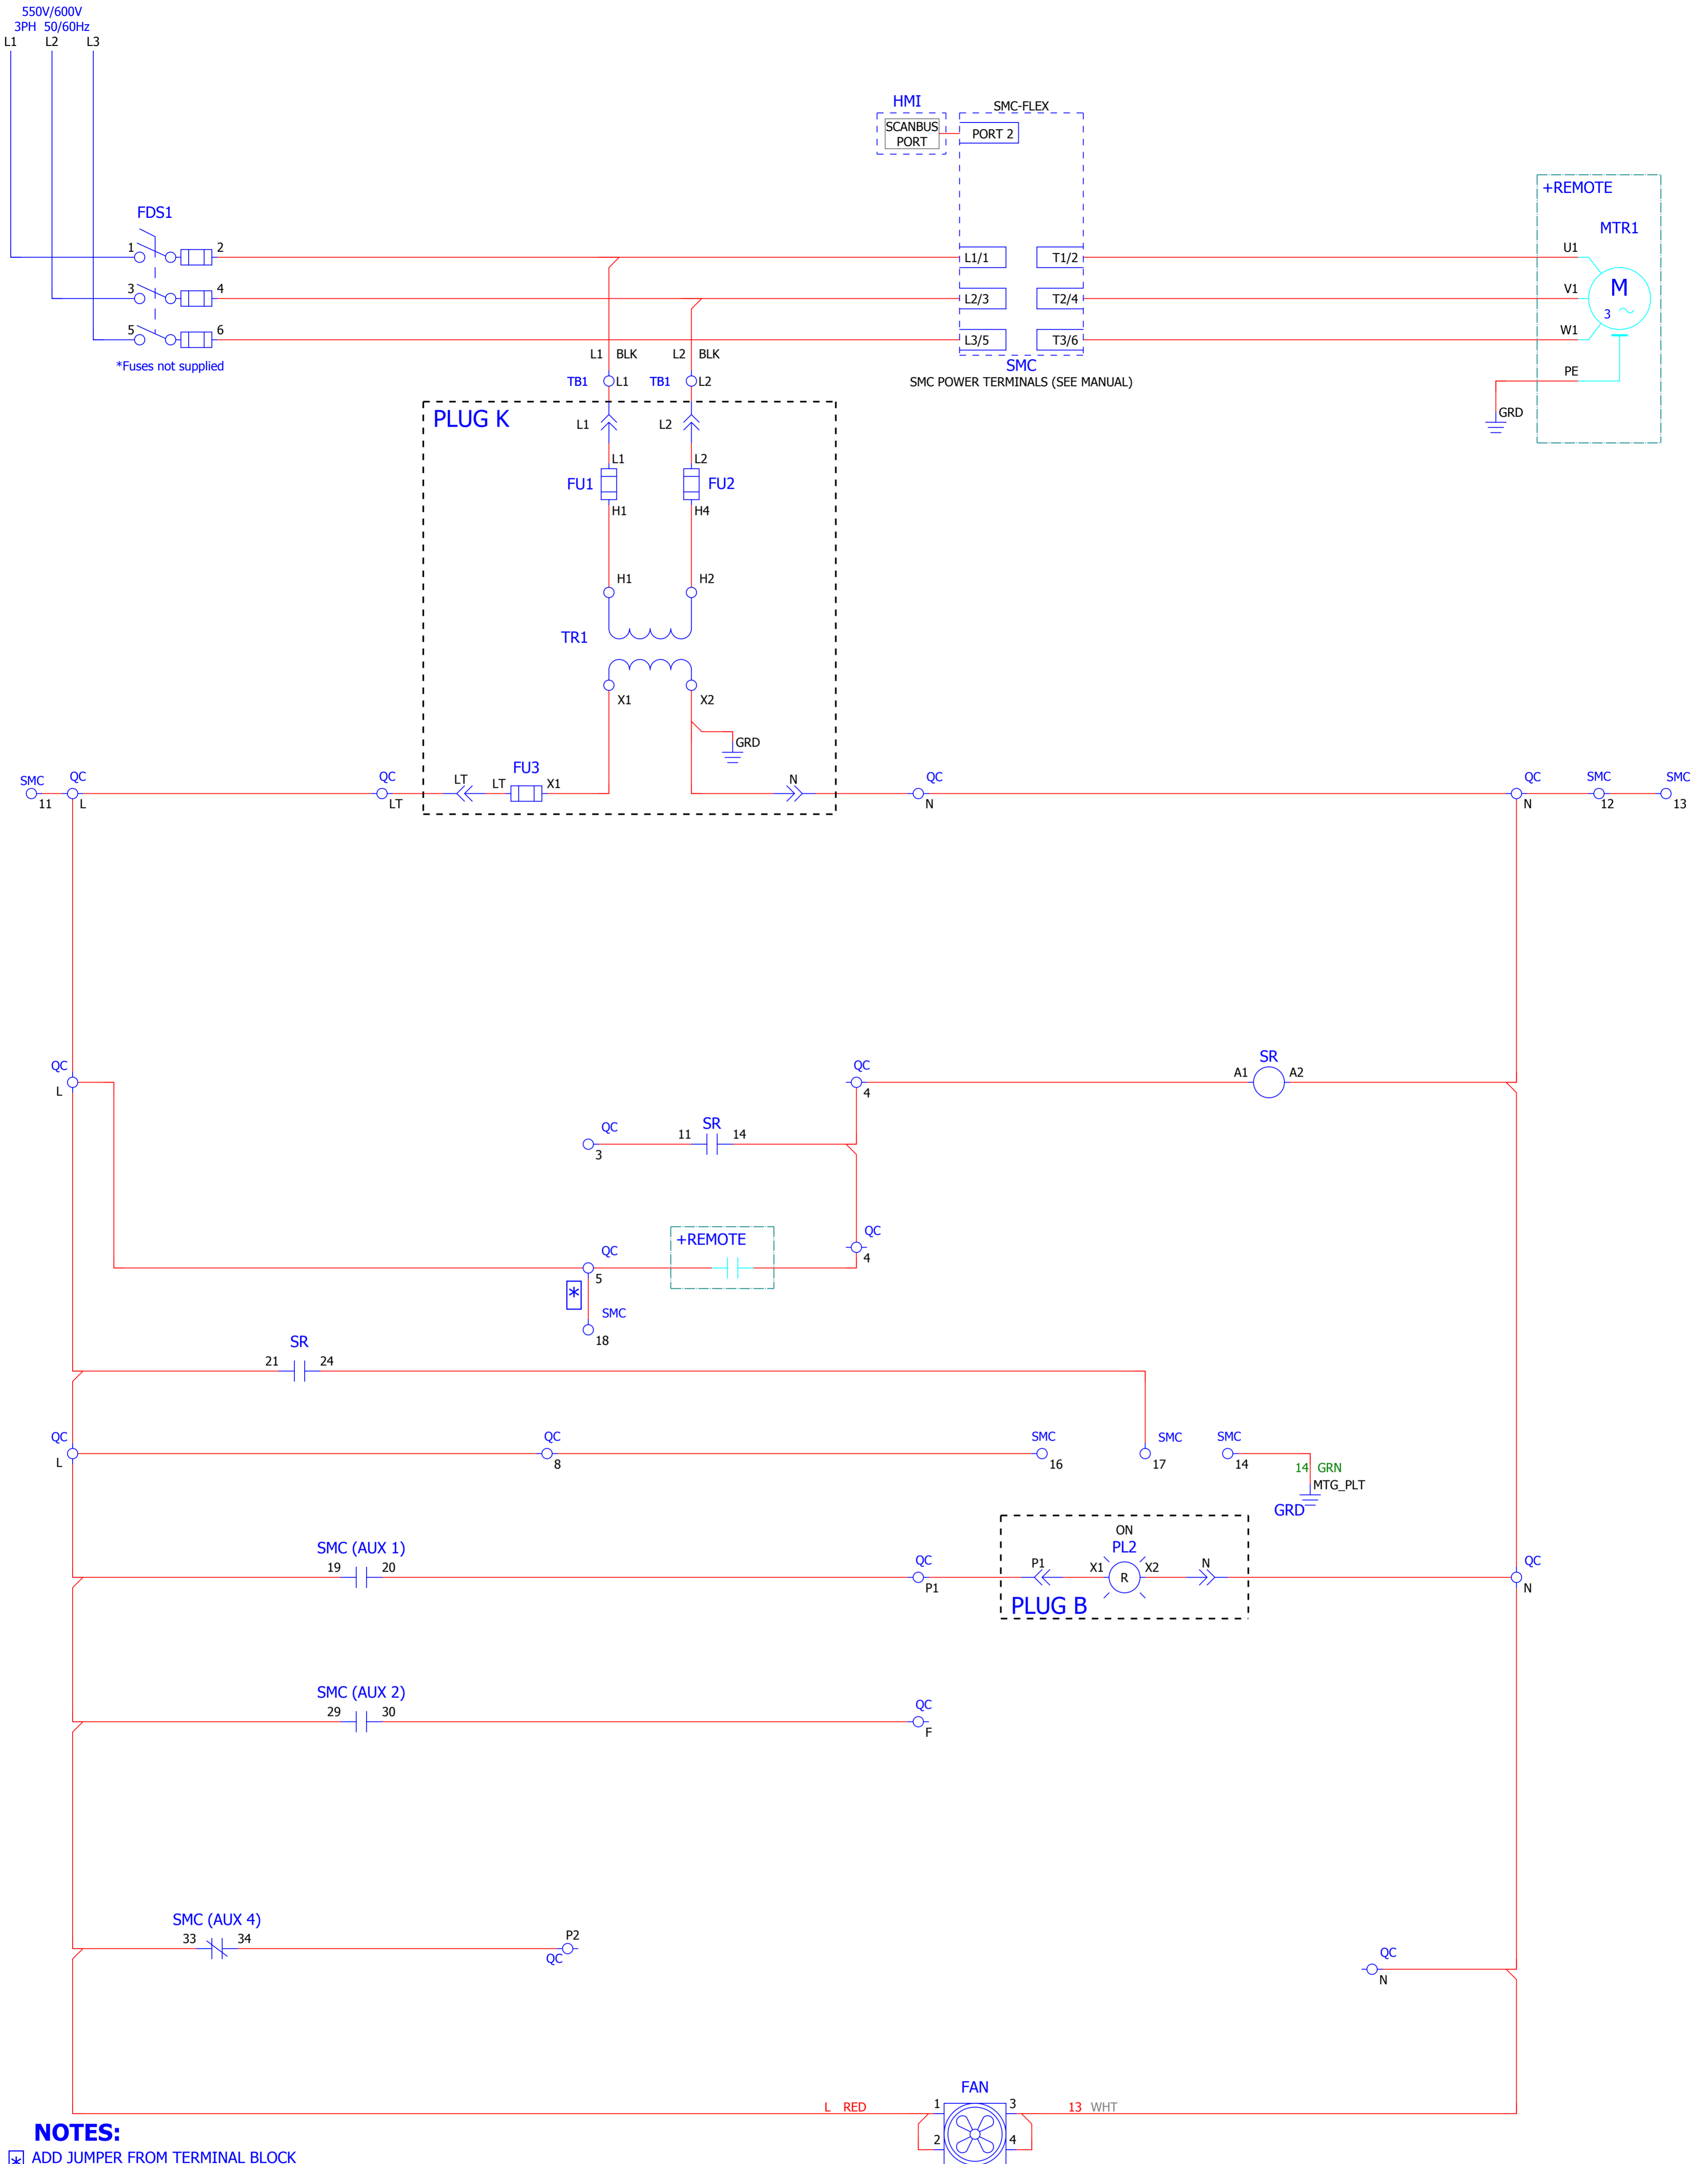 550V/600V
3PH 50/60Hz
L1 L2 L3
HMI
SMC-FLEX
SCANBUS
PORT
PORT 2
+REMOTE
FDS1
MTR1
1 2
L1/1 T1/2
U1
3 4
L2/3 T2/4
V1
M
3
5 6
L3/5 T3/6
W1
*Fuses not supplied
L1 BLK L2 BLK
SMC
PE
TB1 L1 TB1 L2
SMC POWER TERMINALS (SEE MANUAL)
PLUG K
GRD
L1 L2
L1 L2
FU1 FU2
H1 H4
H1 H2
TR1
X1 X2
GRD
SMC QC QC LT LT FU3 X1 N QC QC SMC SMC
11 L LT N N 12 13
QC QC SR
L 4 A1 A2
QC 11 SR 14
3
+REMOTE
QC
4
QC
5
*
SMC
18
SR
21 24
QC QC SMC SMC SMC
L 8 16 17 14
14 GRN
MTG_PLT
GRD
ON
SMC (AUX 1)
19 20
QC
P1
P1 X1 PL2 X2 N
R
PLUG B
QC
N
SMC (AUX 2)
29 30
QC
F
SMC (AUX 4)
33 34
P2
QC
QC
N
FAN
L RED 1 3 13 WHT
2 4
NOTES:
* ADD JUMPER FROM TERMINAL BLOCK